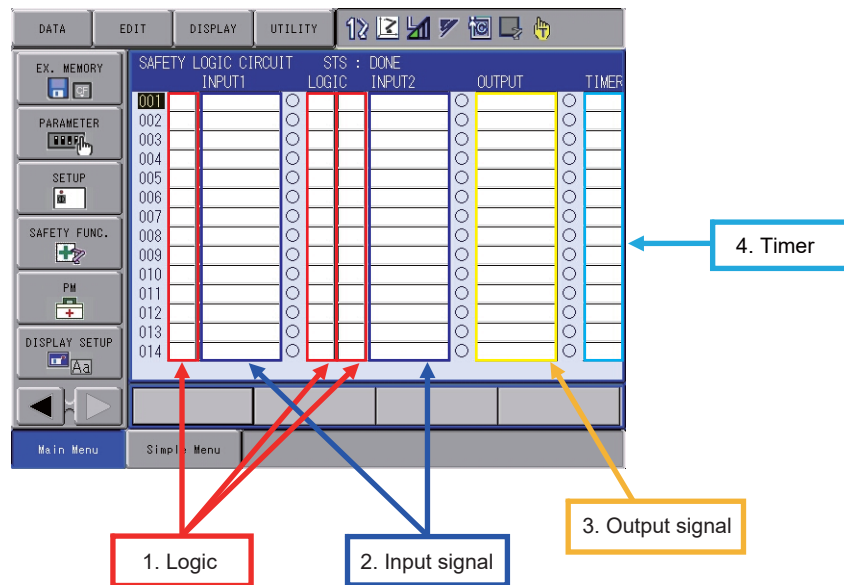 DATA EDIT DISPLAY UTILITY
EX. MEMORY
CF
PARAMETER
SETUP
SAFETY FUNC.
PM
DISPLAY SETUP
Aa
SAFETY LOGIC CIRCUIT STS : DONE
INPUT1 LOGIC INPUT2 OUTPUT TIMER
001
002
003
004
005
006
007
008
009
010
011
012
013
014
Main Menu Simple Menu
4. Timer
3. Output signal
1. Logic
2. Input signal